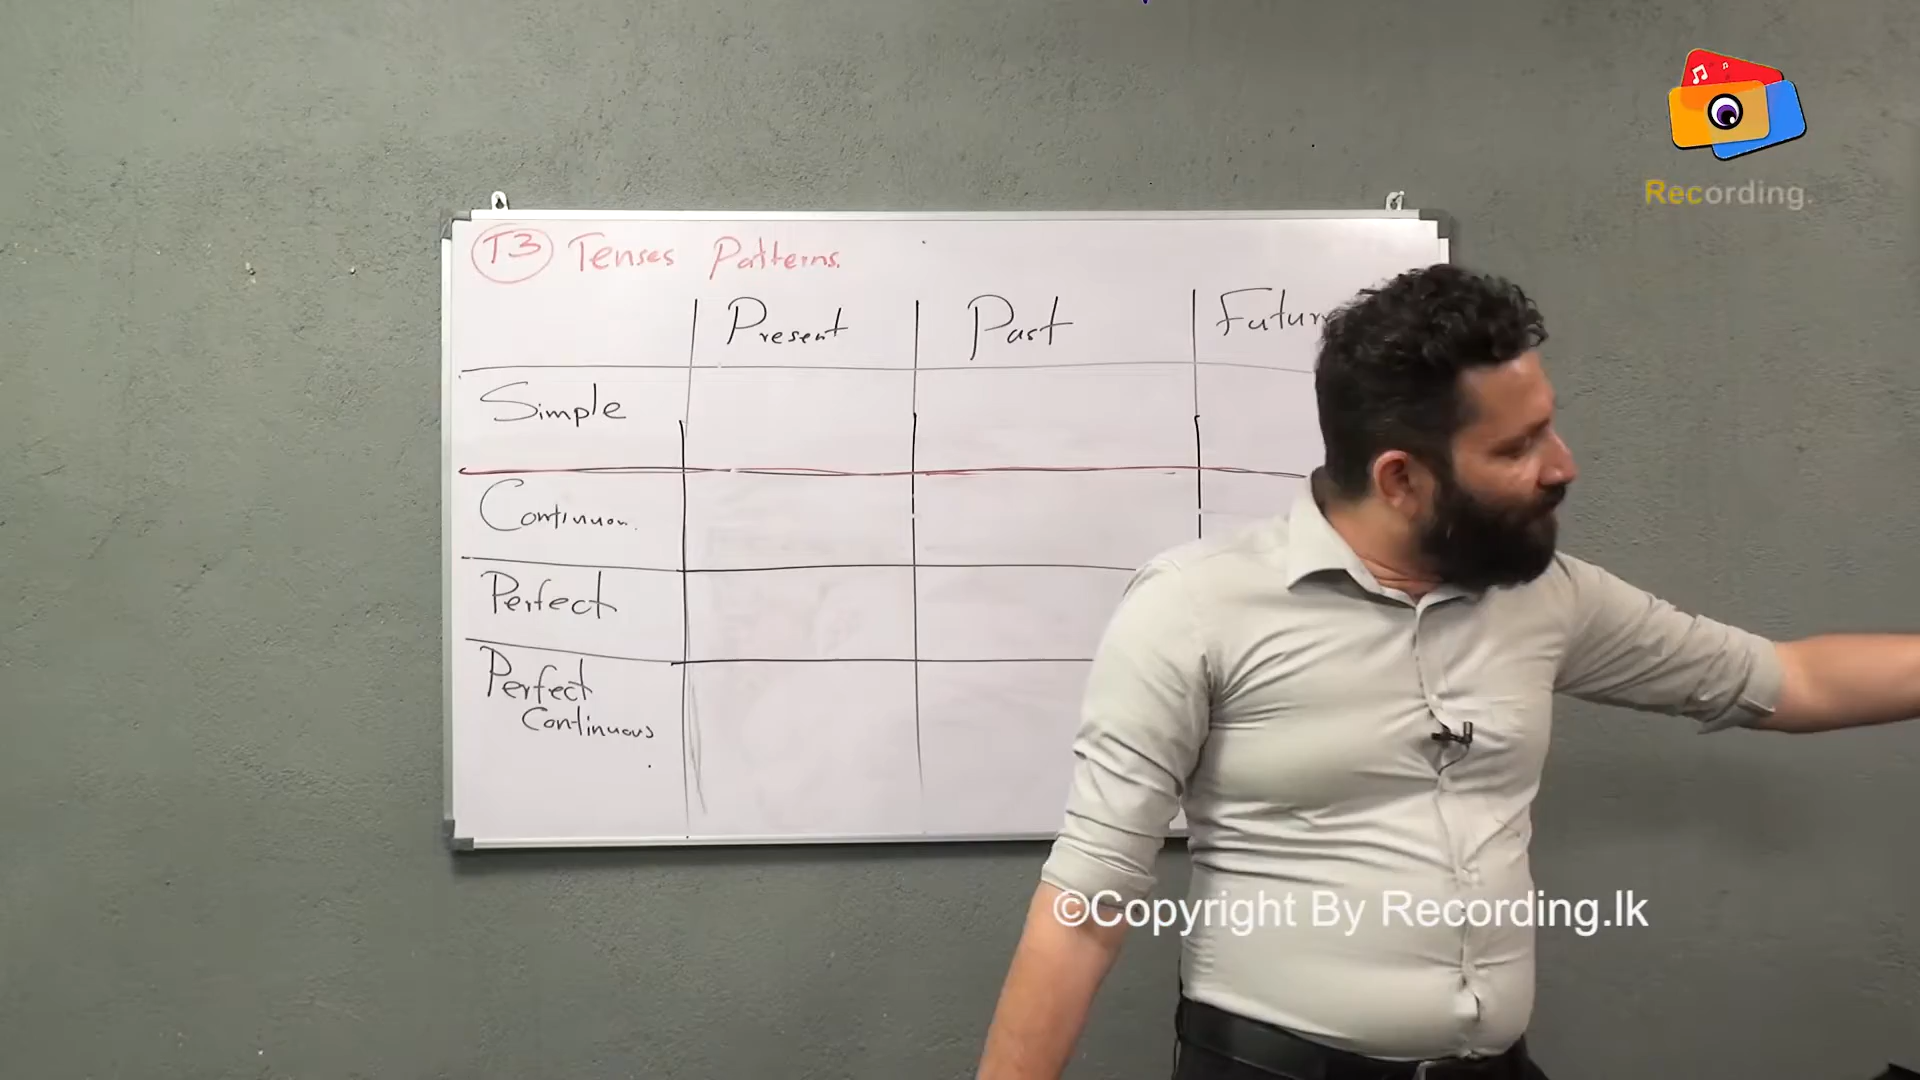 Recording.
T3 Tenses Patterns.
Present Past Futur
Simple
Continuou.
Perfect
Perfect
Continuous
©Copyright By Recording.lk